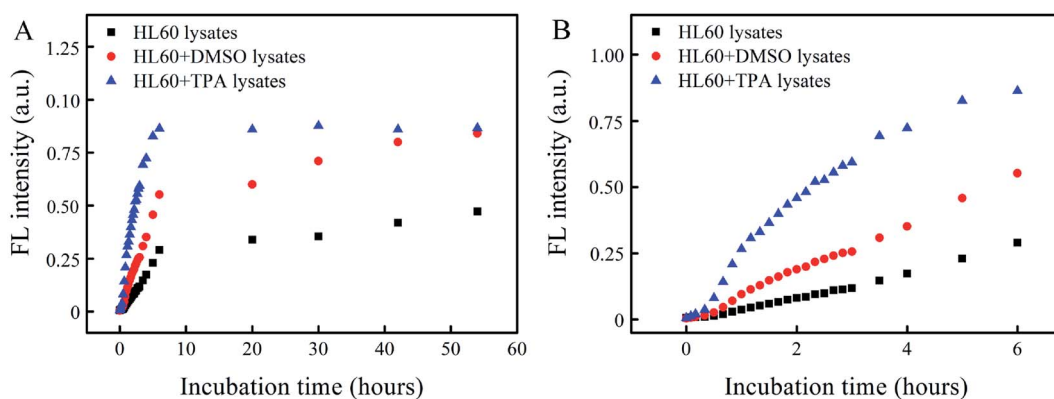 A
HL60 lysates
HL60+DMSO lysates
HL60+TPA lysates
1.25
0.10
0.75
0.50
0.25
0
FL intensity (a.u.)
0 10 20 30 40 50 60
Incubation time (hours)
B
HL60 lysates
HL60+DMSO lysates
HL60+TPA lysates
1.00
0.75
0.50
0.25
0
FL intensity (a.u.)
0 2 4 6
Incubation time (hours)